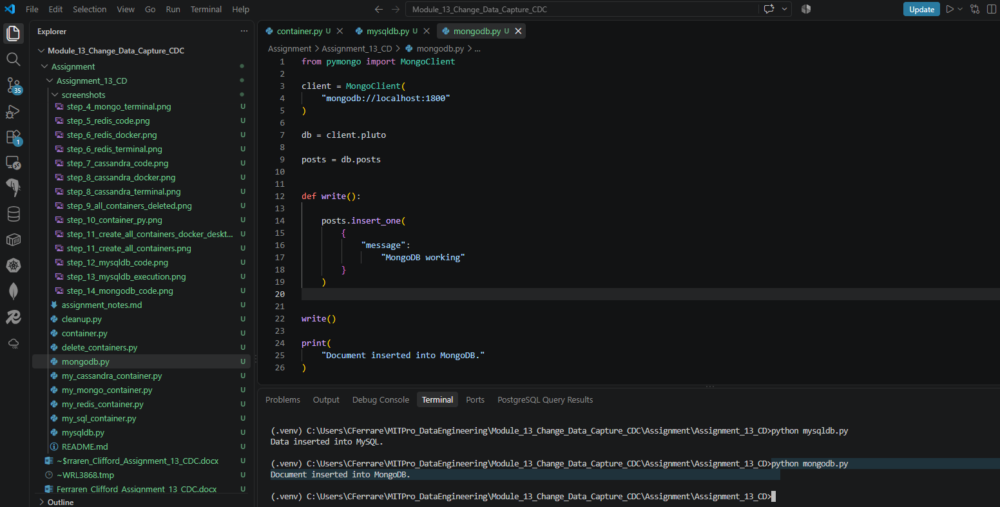 File Edit Selection View Go Run Terminal Help
Module_13_Change_Data_Capture_CDC
Update
Explorer
Module_13_Change_Data_Capture_CDC
Assignment
Assignment_13_CD
screenshots
step_4_mongo_terminal.png U
step_5_redis_code.png U
step_6_redis_docker.png U
step_6_redis_terminal.png U
step_7_cassandra_code.png U
step_8_cassandra_docker.png U
step_8_cassandra_terminal.png U
step_9_all_containers_deleted.png U
step_10_container_py.png U
step_11_create_all_containers_docker_deskt... U
step_11_create_all_containers.png U
step_12_mysqldb_code.png U
step_13_mysqldb_execution.png U
step_14_mongodb_code.png U
assignment_notes.md U
cleanup.py U
container.py U
delete_containers.py U
mongodb.py U
my_cassandra_container.py U
my_mongo_container.py U
my_redis_container.py U
my_sql_container.py U
mysqldb.py U
README.md U
~$rraren_Clifford_Assignment_13_CDC.docx U
~WRL3868.tmp U
Ferraren_Clifford_Assignment_13_CDC.docx U
Outline
35
1
container.py U
mysqldb.py U
mongodb.py U
Assignment > Assignment_13_CD > mongodb.py > ...
1 from pymongo import MongoClient
2
3 client = MongoClient(
4 "mongodb://localhost:1800"
5 )
6
7 db = client.pluto
8
9 posts = db.posts
10
11
12 def write():
13
14 posts.insert_one(
15 {
16 "message":
17 "MongoDB working"
18 }
19 )
20
21
22 write()
23
24 print(
25 "Document inserted into MongoDB."
26 )
Problems Output Debug Console Terminal Ports PostgreSQL Query Results
(.venv) C:\Users\CFerrare\MITPro_DataEngineering\Module_13_Change_Data_Capture_CDC\Assignment\Assignment_13_CD>python mysqldb.py
Data inserted into MySQL.
(.venv) C:\Users\CFerrare\MITPro_DataEngineering\Module_13_Change_Data_Capture_CDC\Assignment\Assignment_13_CD>python mongodb.py
Document inserted into MongoDB.
(.venv) C:\Users\CFerrare\MITPro_DataEngineering\Module_13_Change_Data_Capture_CDC\Assignment\Assignment_13_CD>